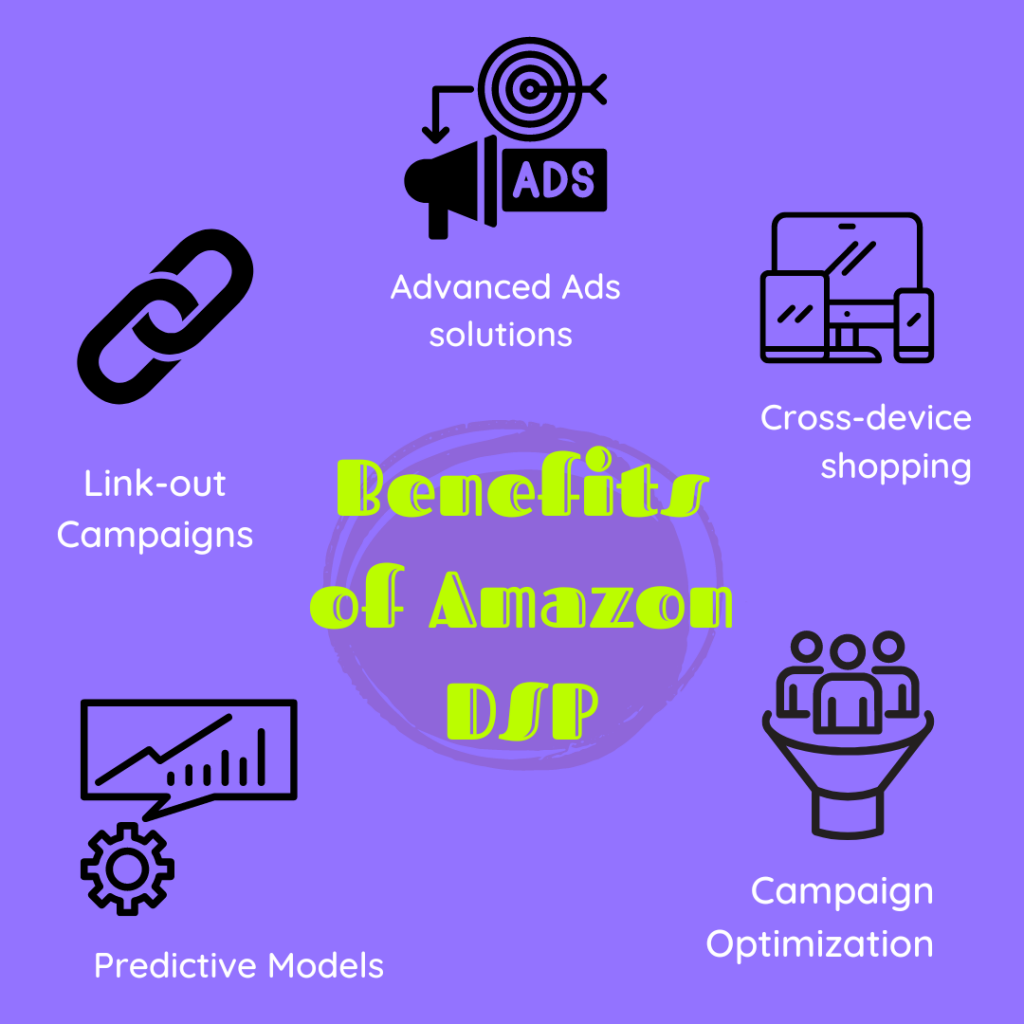 ADS
Advanced Ads
solutions
Cross-device
shopping
Link-out
Campaigns
Benefits
of Amazon
DSP
Campaign
Optimization
Predictive Models